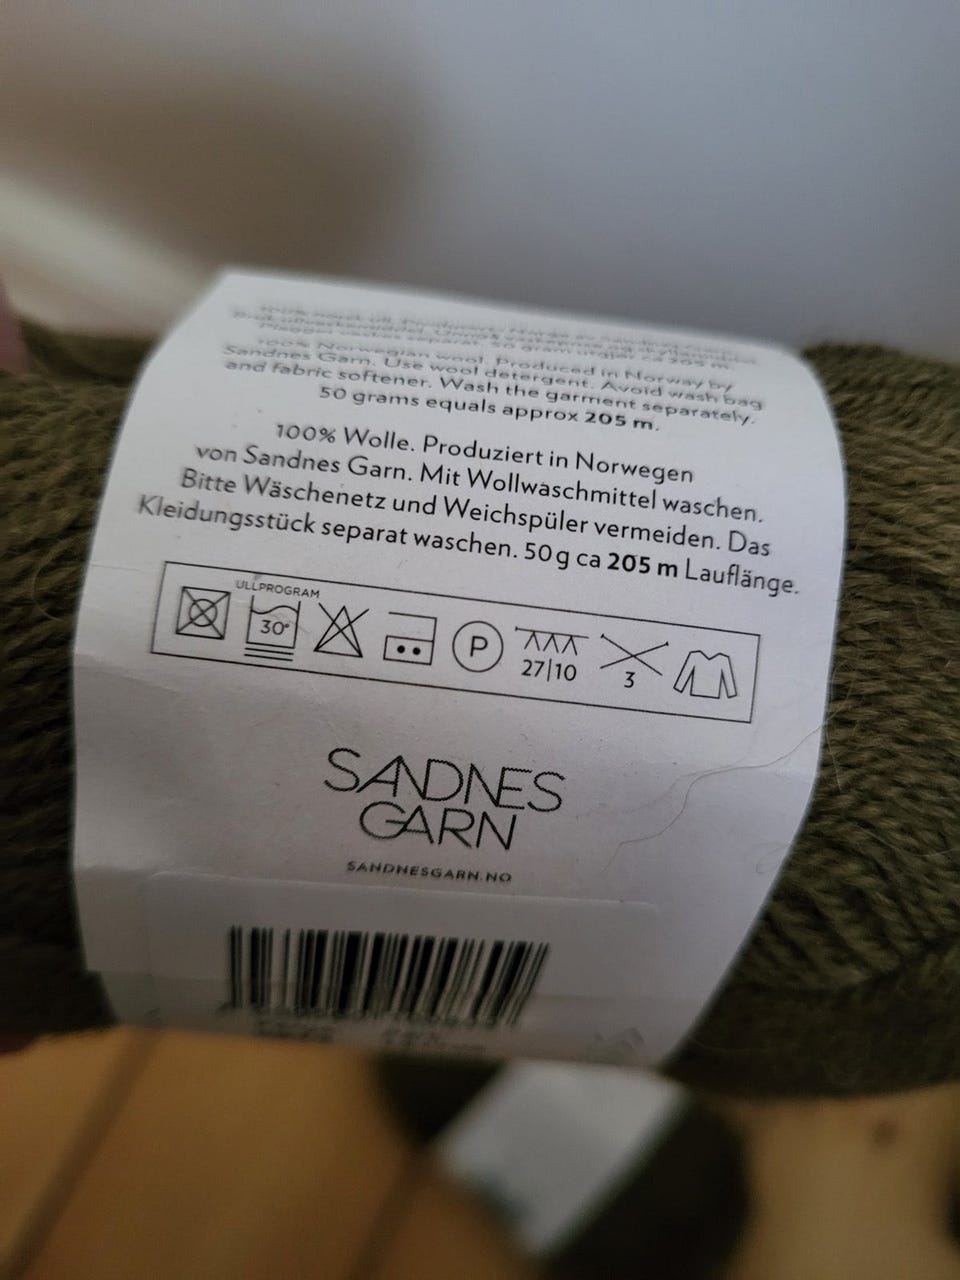 205 m.
100% Norwegian wool. Produced in Norway by
Sandnes Garn. Use wool detergent. Avoid wash bag
and fabric softener. Wash the garment separately.
50 grams equals approx 205 m.
100% Wolle. Produziert in Norwegen
von Sandnes Garn. Mit Wollwaschmittel waschen.
Bitte Wäschenetz und Weichspüler vermeiden. Das
Kleidungsstück separat waschen. 50 g ca 205 m Lauflänge.
ULLPROGRAM
30° P 27|10 3
SANDNES
GARN
SANDNESGARN.NO